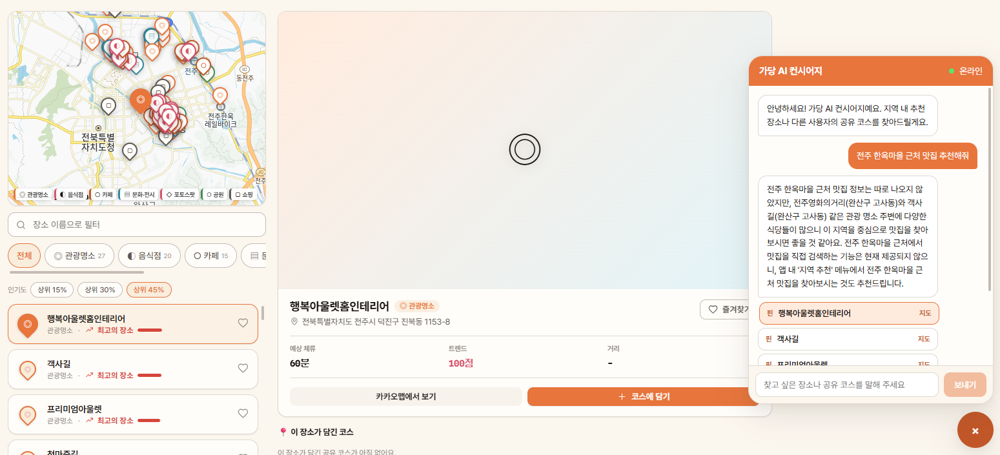 전주
동전주
IC
전주한옥
레일바이크
전북특별
자치도청
JC
전주
관광명소
음식점
카페
문화·전시
포토스팟
공원
쇼핑
장소 이름으로 필터
전체
관광명소 27
음식점 20
카페 15
인기도
상위 15%
상위 30%
상위 45%
행복아울렛홈인테리어
관광명소 · 최고의 장소
객사길
관광명소 · 최고의 장소
프리미엄아울렛
관광명소 · 최고의 장소
행복아울렛홈인테리어
관광명소
즐겨찾기
전북특별자치도 전주시 덕진구 진북동 1153-8
예상 체류
트렌드
거리
60분
100점
-
카카오맵에서 보기
+ 코스에 담기
📍 이 장소가 담긴 코스
이 장소가 담긴 공유 코스가 아직 없어요.
가당 AI 컨시어지
온라인
안녕하세요! 가당 AI 컨시어지예요. 지역 내 추천
장소나 다른 사용자의 공유 코스를 찾아드릴게요.
전주 한옥마을 근처 맛집 추천해줘
전주 한옥마을 근처 맛집 정보는 따로 나오지 않
았지만, 전주영화의거리(완산구 고사동)와 객사
길(완산구 고사동) 같은 관광 명소 주변에 다양한
식당들이 많으니 이 지역을 중심으로 맛집을 찾아
보시면 좋을 것 같아요. 전주 한옥마을 근처에서
맛집을 직접 검색하는 기능은 현재 제공되지 않으
니, 앱 내 '지역 추천' 메뉴에서 전주 한옥마을 근
처 맛집을 찾아보시는 것도 추천드립니다.
핀 행복아울렛홈인테리어 지도
핀 객사길 지도
핀 프리미엄아울렛 지도
찾고 싶은 장소나 공유 코스를 말해 주세요
보내기
×